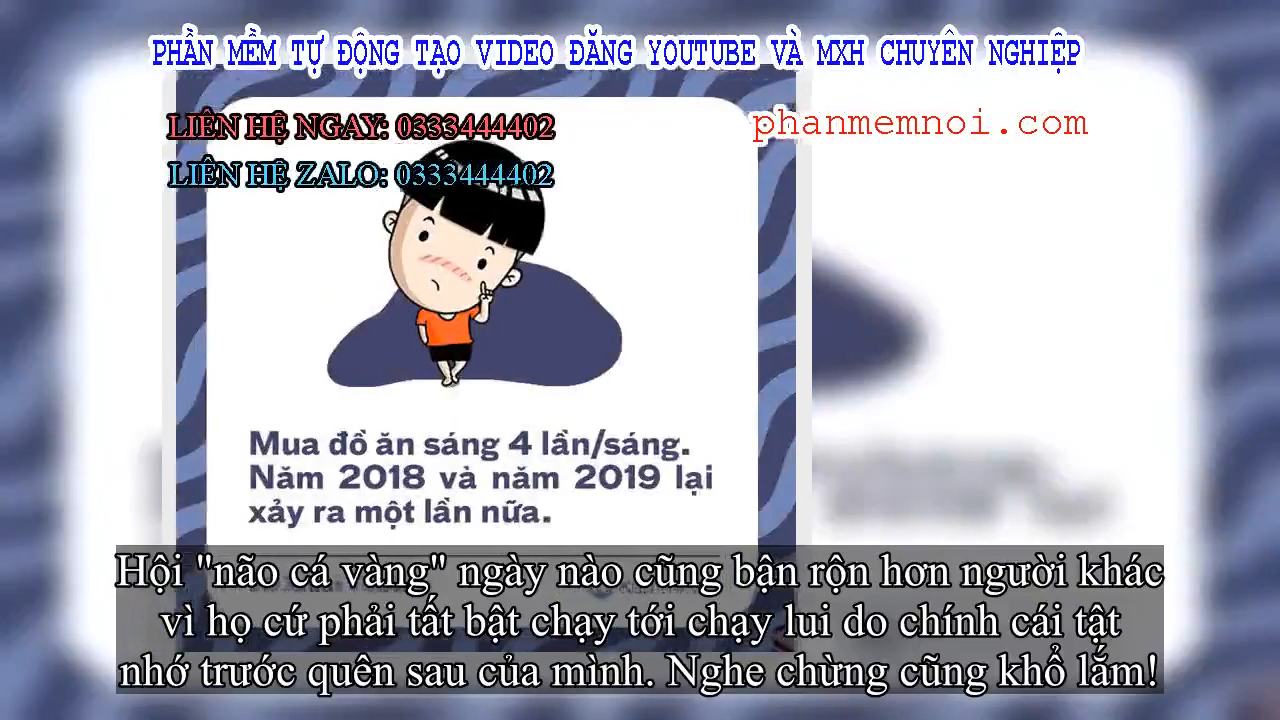 PHẦN MỀM TỰ ĐỘNG TẠO VIDEO ĐĂNG YOUTUBE VÀ MXH CHUYÊN NGHIỆP
LIÊN HỆ NGAY: 0333444402
phanmemnoi.com
LIÊN HỆ ZALO: 0333444402
Mua đồ ăn sáng 4 lần/sáng.
Năm 2018 và năm 2019 lại
xảy ra một lần nữa.
Hội "não cá vàng" ngày nào cũng bận rộn hơn người khác
vì họ cứ phải tất bật chạy tới chạy lui do chính cái tật
nhớ trước quên sau của mình. Nghe chừng cũng khổ lắm!